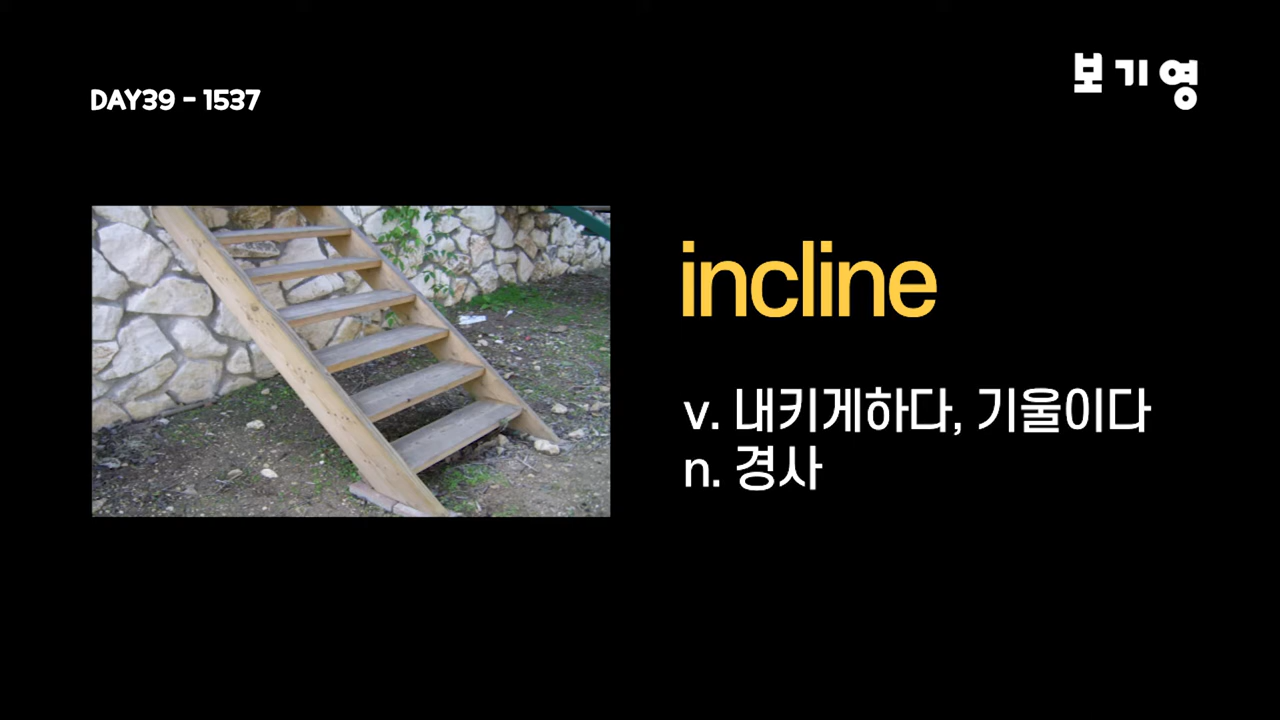 보기영
DAY39 - 1537
incline
v. 내키게하다, 기울이다
n. 경사